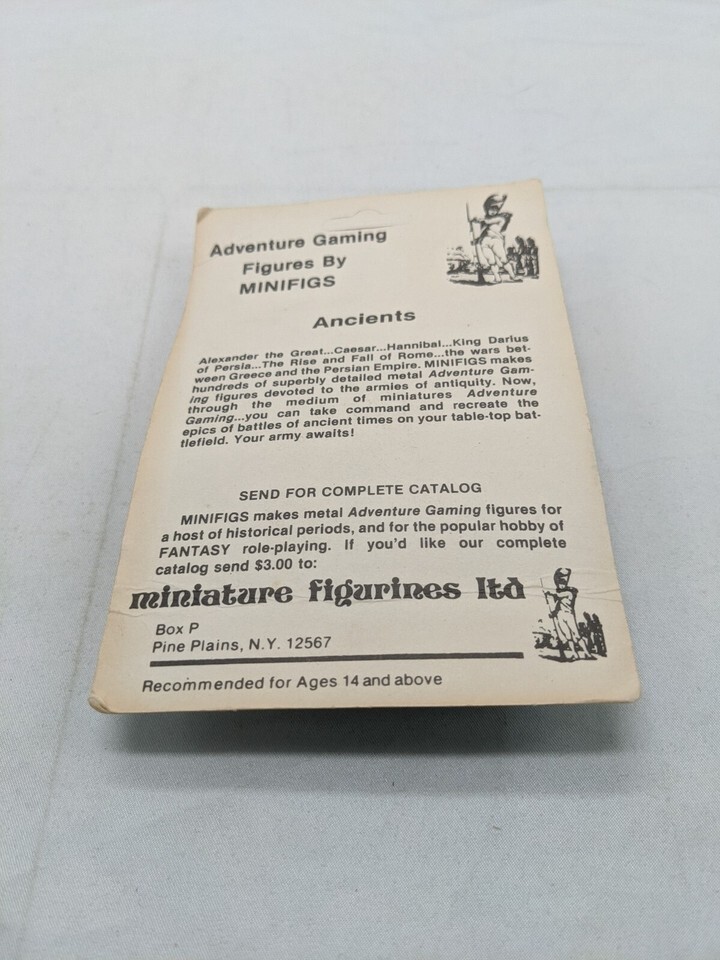 Adventure Gaming
Figures By
MINIFIGS
Ancients
Alexander the Great...Caesar...Hannibal...King Darius
of Persia...The Rise and Fall of Rome...the wars bet-
ween Greece and the Persian Empire. MINIFIGS makes
hundreds of superbly detailed metal Adventure Gam-
ing figures devoted to the armies of antiquity. Now,
through the medium of miniatures Adventure
Gaming...you can take command and recreate the
epics of battles of ancient times on your table-top bat-
tlefield. Your army awaits!
SEND FOR COMPLETE CATALOG
MINIFIGS makes metal Adventure Gaming figures for
a host of historical periods, and for the popular hobby of
FANTASY role-playing. If you'd like our complete
catalog send $3.00 to:
miniature figurines ltd
Box P
Pine Plains, N.Y. 12567
Recommended for Ages 14 and above